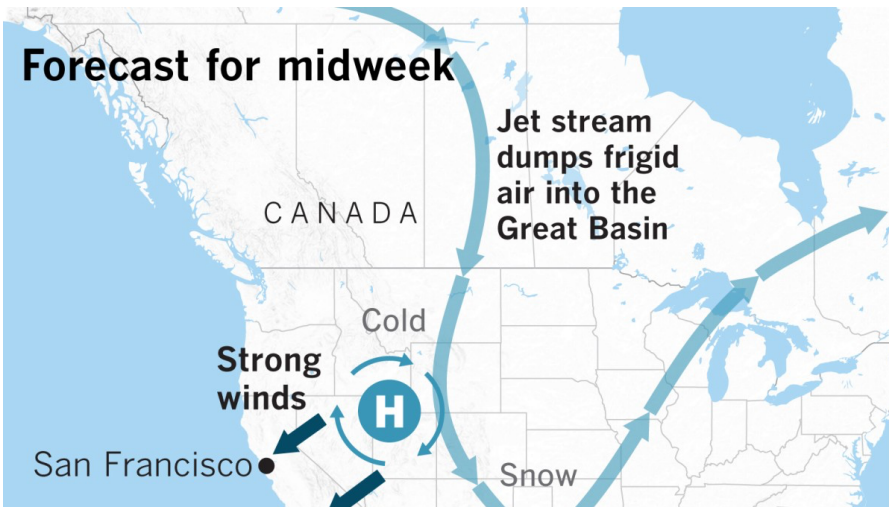 Forecast for midweek
Jet stream
dumps frigid
air into the
Great Basin
CANADA
Cold
Strong
winds
H
San Francisco
Snow